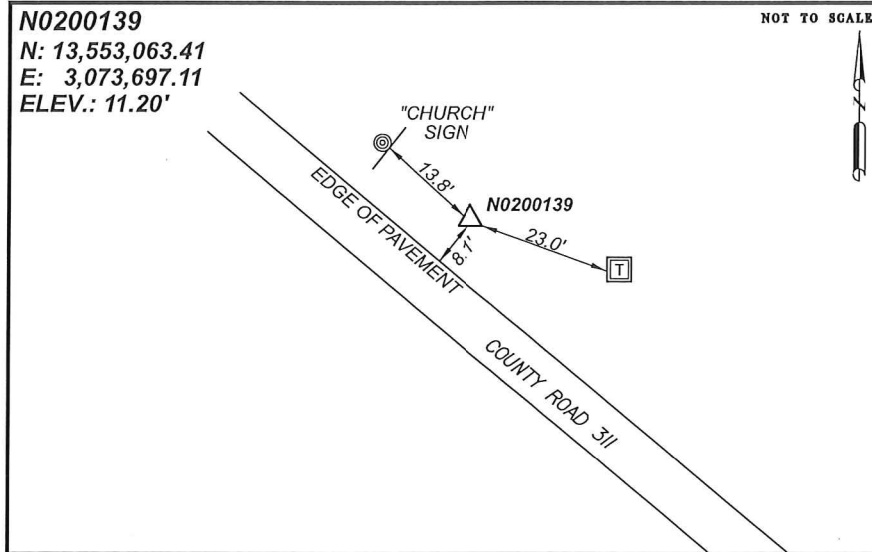 N0200139
N: 13,553,063.41
E: 3,073,697.11
ELEV.: 11.20'
NOT TO SCALE
N
"CHURCH"
SIGN
13.8'
N0200139
EDGE OF PAVEMENT
8.1'
23.0'
T
COUNTY ROAD 311